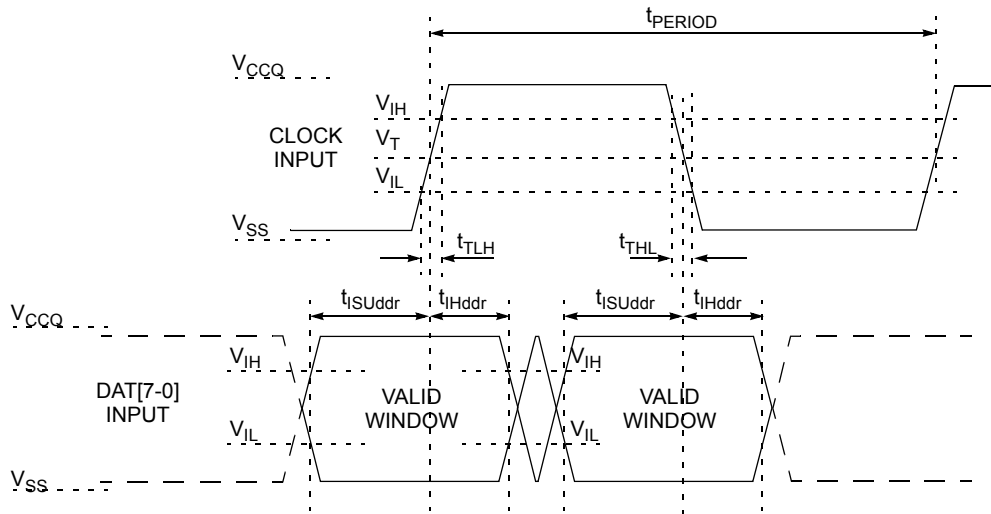 tPERIOD
VCCQ
VIH
CLOCK
INPUT
VT
VIL
VSS
tTLH
tTHL
tISUddr
tIHddr
tISUddr
tIHddr
VCCQ
VIH
VIH
DAT[7-0]
INPUT
VALID
WINDOW
VALID
WINDOW
VIL
VIL
VSS